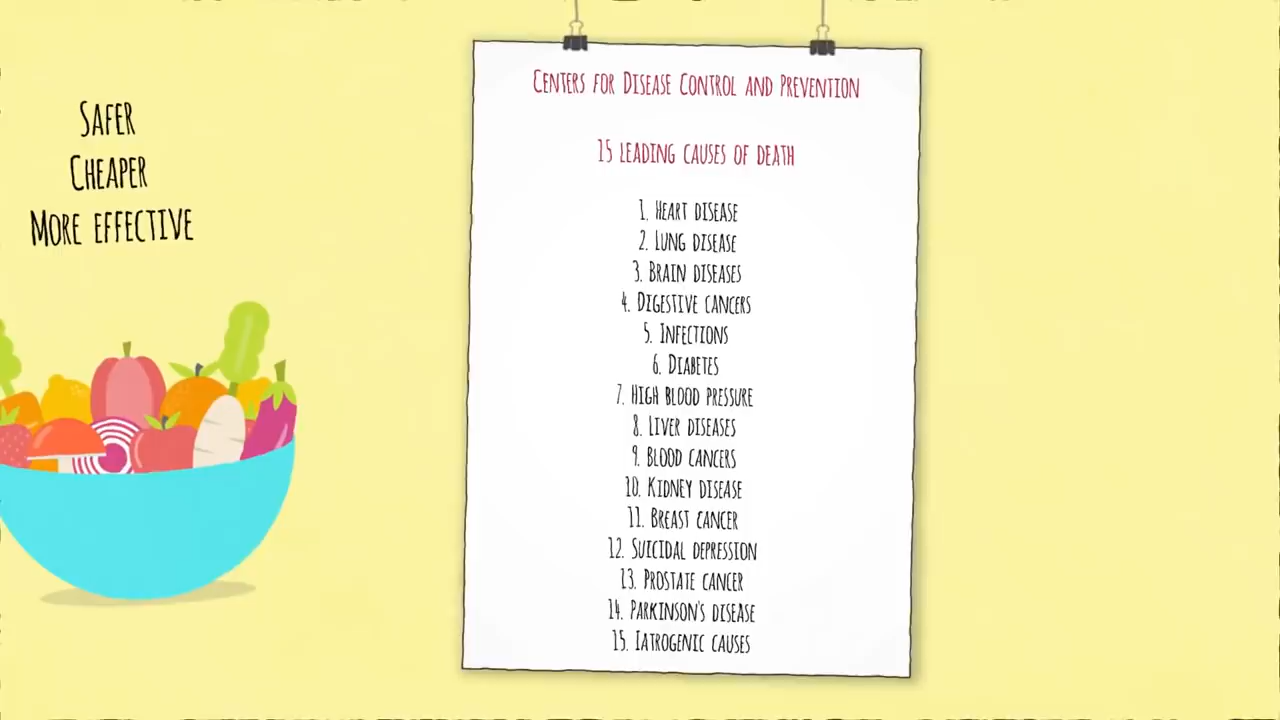 Safer
Cheaper
More effective
Centers for Disease Control and Prevention
15 leading causes of death
1. Heart disease
2. Lung disease
3. Brain diseases
4. Digestive cancers
5. Infections
6. Diabetes
7. High blood pressure
8. Liver diseases
9. Blood cancers
10. Kidney disease
11. Breast cancer
12. Suicidal depression
13. Prostate cancer
14. Parkinson's disease
15. Iatrogenic causes